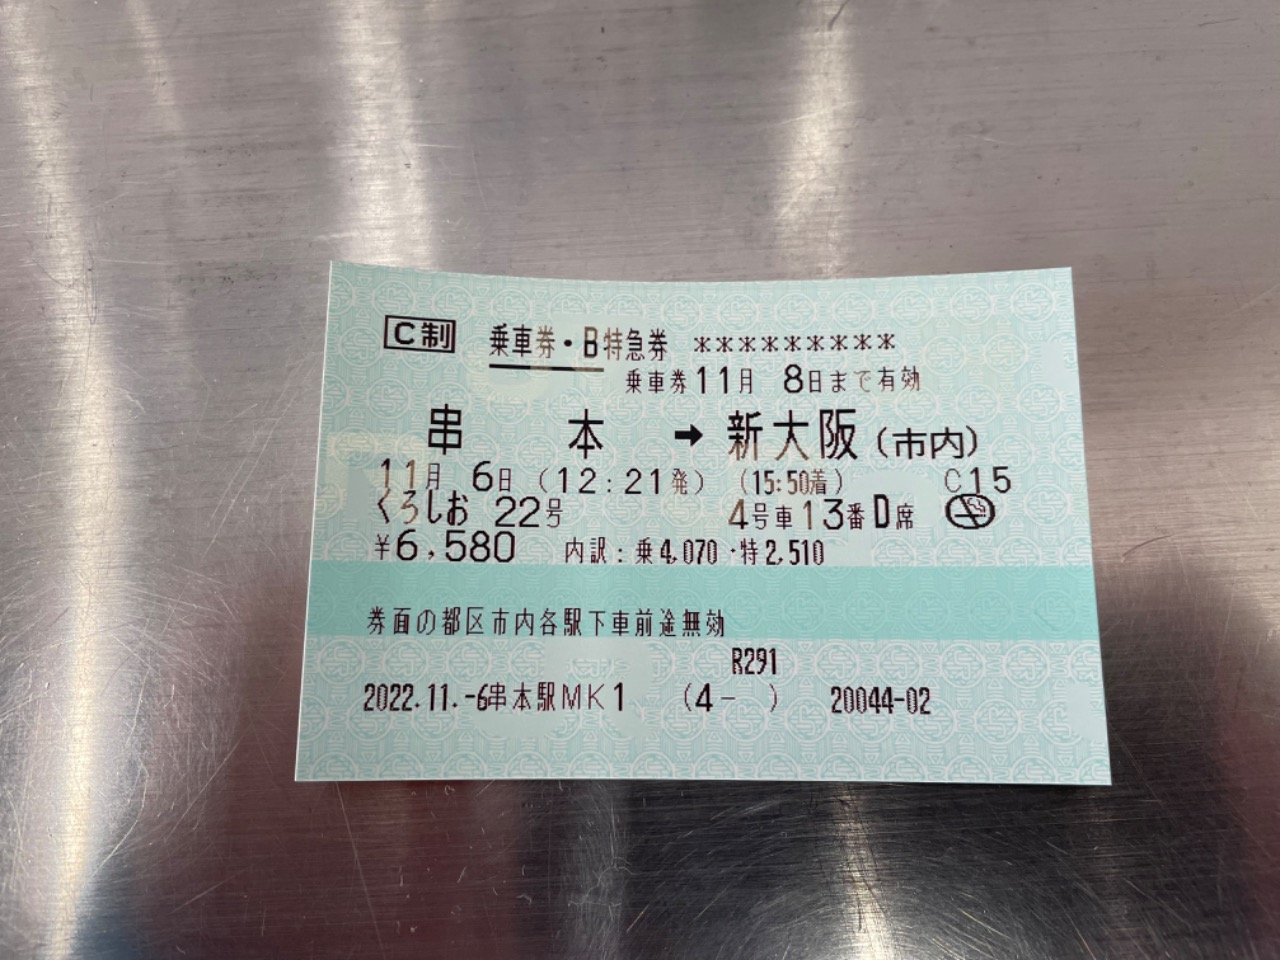 C制 乗車券・B特急券 *********
乗車券11月 8日まで有効
串 本 ➡ 新大阪(市内)
11月 6日(12:21発) (15:50着) C15
くろしお 22号 4号車13番D席
¥6,580 内訳:乗4,070・特2,510
券面の都区市内各駅下車前途無効
R291
2022.11.-6串本駅MK1 (4- ) 20044-02